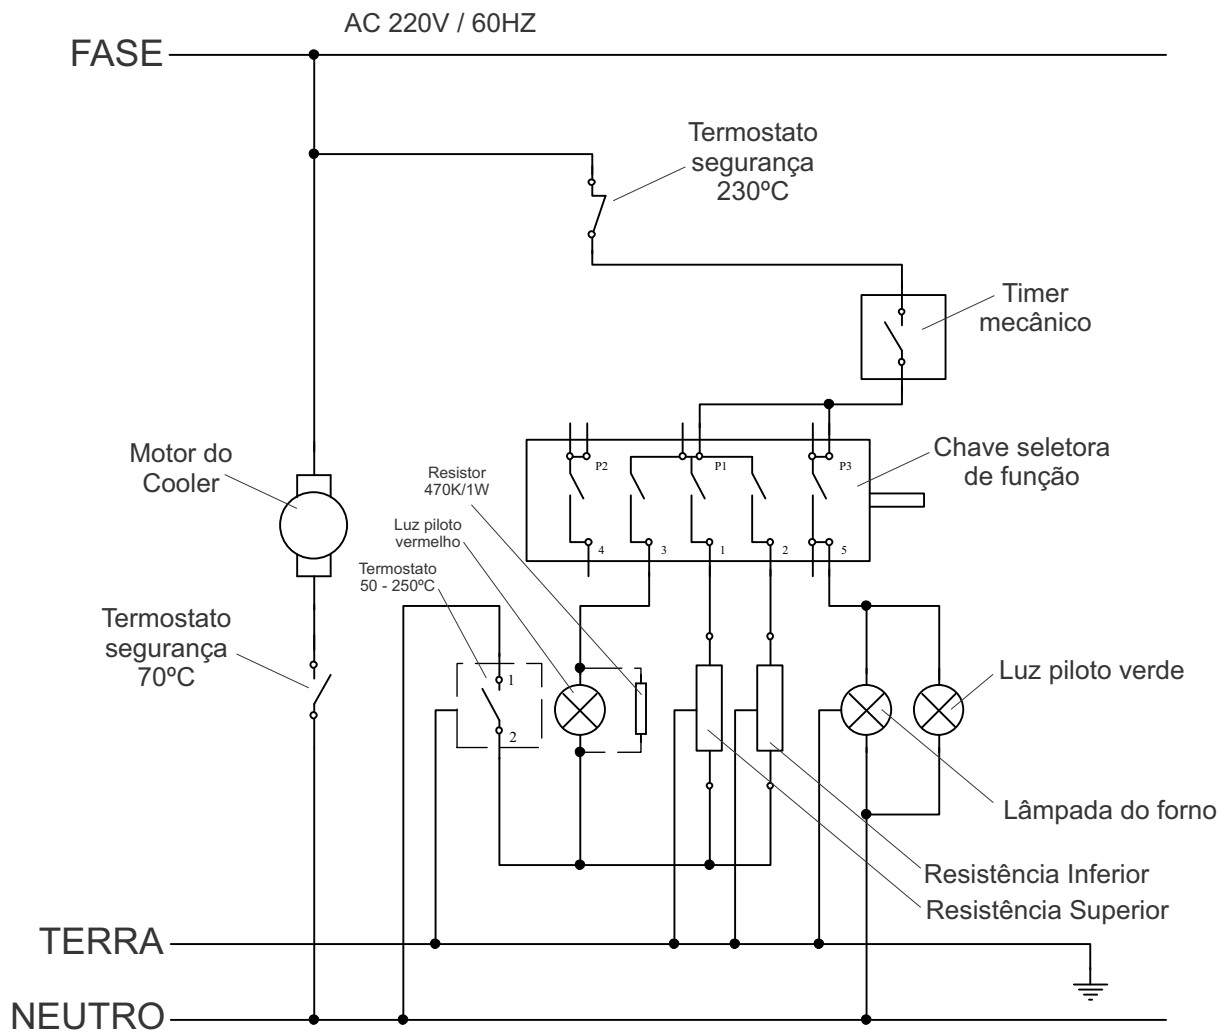 AC 220V / 60HZ
FASE
Termostato
segurança
230ºC
Timer
mecânico
Motor do
Cooler
Chave seletora
de função
Resistor
470K/1W
P2
P1
P3
Luz piloto
vermelho
4
3
1
2
5
Termostato
50 - 250ºC
Termostato
segurança
70ºC
1
2
Luz piloto verde
Lâmpada do forno
Resistência Inferior
Resistência Superior
TERRA
NEUTRO